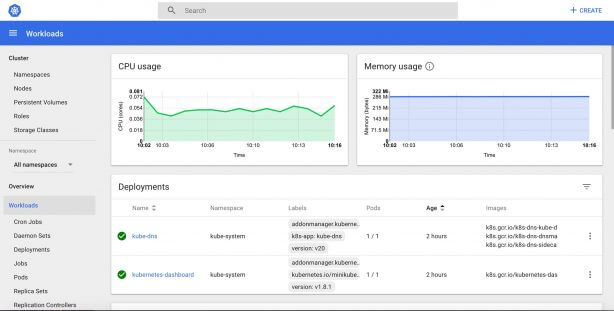 Search
+ CREATE
Workloads
Cluster
Namespaces
Nodes
Persistent Volumes
Roles
Storage Classes
Namespace
All namespaces
Overview
Workloads
Cron Jobs
Daemon Sets
Deployments
Jobs
Pods
Replica Sets
Replication Controllers
CPU usage
CPU (cores)
0.081
0.072
0.054
0.036
0.018
0
10:02
10:03
10:06
10:10
10:13
10:16
Time
Memory usage
Memory (bytes)
322 Mi
286 Mi
215 Mi
143 Mi
71.5 Mi
0
10:02
10:03
10:06
10:10
10:13
10:16
Time
Deployments
Name Namespace Labels Pods Age Images
kube-dns kube-system
addonmanager.kuberne..
k8s-app: kube-dns
version: v20
1 / 1 2 hours
k8s.gcr.io/k8s-dns-kube-d
k8s.gcr.io/k8s-dns-dnsma
k8s.gcr.io/k8s-dns-sideca
kubernetes-dashboard kube-system
addonmanager.kuberne..
kubernetes.io/minikube..
version: v1.8.1
1 / 1 2 hours
k8s.gcr.io/kubernetes-das